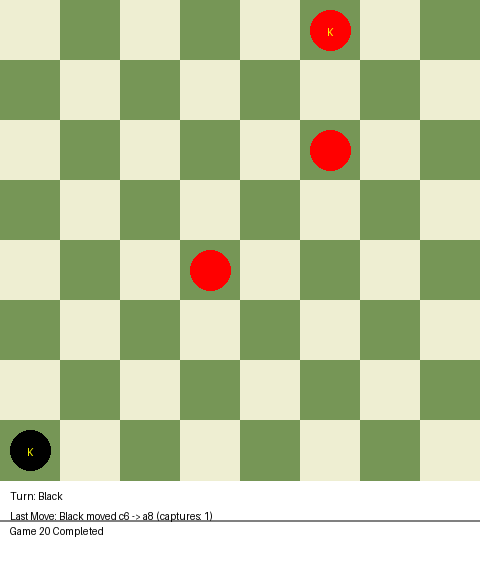 K
K
Turn: Black
Last Move: Black moved c6 -> a8 (captures: 1)
Game 20 Completed